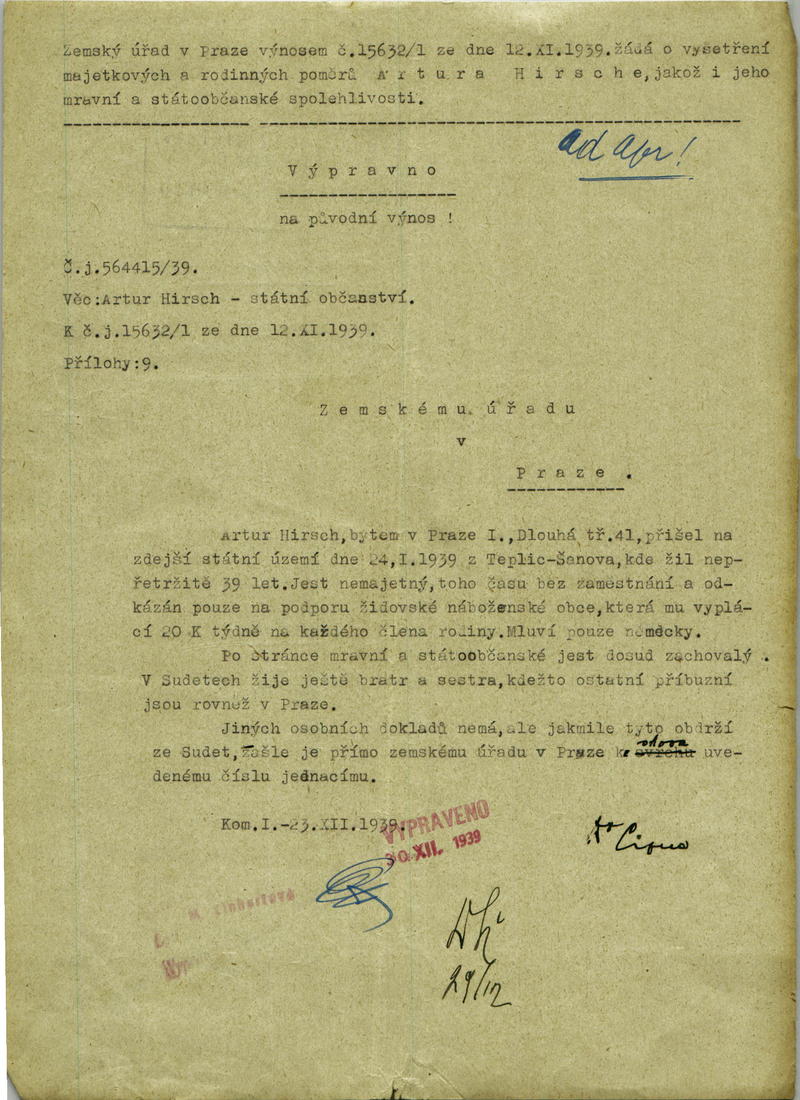 Zemský úřad v Praze výnosem č.15632/1 ze dne 12.XI.1939.žádá o vyšetření
majetkových a rodinných poměrů A r t u r a H i r s c h e,jakož i jeho
mravní a státoobčanské spolehlivosti.
ad apr!
V ý p r a v n o
na původní výnos !
Č.j.564415/39.
Věc:Artur Hirsch - státní občanství.
K č.j.15632/1 ze dne 12.XI.1939.
Přílohy:9.
Z e m s k é m u ú ř a d u
v
P r a z e .
Artur Hirsch,bytem v Praze I.,Dlouhá tř.41,přišel na
zdejší státní území dne 24,I.1939 z Teplic-Šanova,kde žil nep-
řetržitě 39 let.Jest nemajetný,toho času bez zaměstnání a od-
kázán pouze na podporu židovské náboženské obce,která mu vyplá-
cí 20 K týdně na každého člena rodiny.Mluví pouze německy.
Po stránce mravní a státoobčanské jest dosud zachovalý .
V Sudetech žije ještě bratr a sestra,kdežto ostatní příbuzní
jsou rovněž v Praze.
Jiných osobních dokladů nemá,ale jakmile tyto obdrží
ze Sudet,zašle je přímo zemskému úřadu v Praze k shora svrchu uve-
denému číslu jednacímu.
Kom.I.-23.XII.1939.
VYPRAVENO
30.XII. 1939
29/12